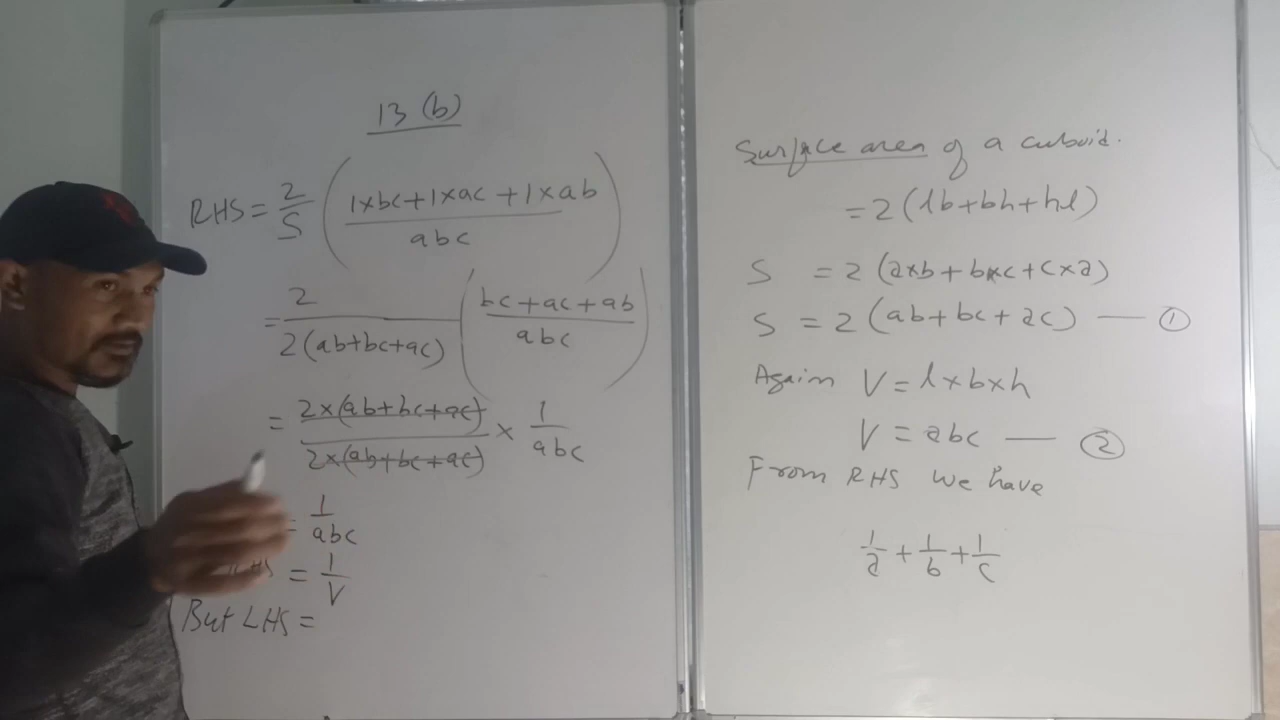 13 (b)
RHS = 2/S (1×bc+1×ac+1×ab / abc)
= 2 / 2(ab+bc+ac) (bc+ac+ab / abc)
= 2×(ab+bc+ac) / 2×(ab+bc+ac) × 1/abc
= 1/abc
= 1/V
But LHS =
Surface area of a cuboid.
= 2(lb+bh+hl)
S = 2(a×b+b×c+c×a)
S = 2(ab+bc+ac) — ①
Again V = l×b×h
V = abc — ②
From RHS we have
1/a + 1/b + 1/c